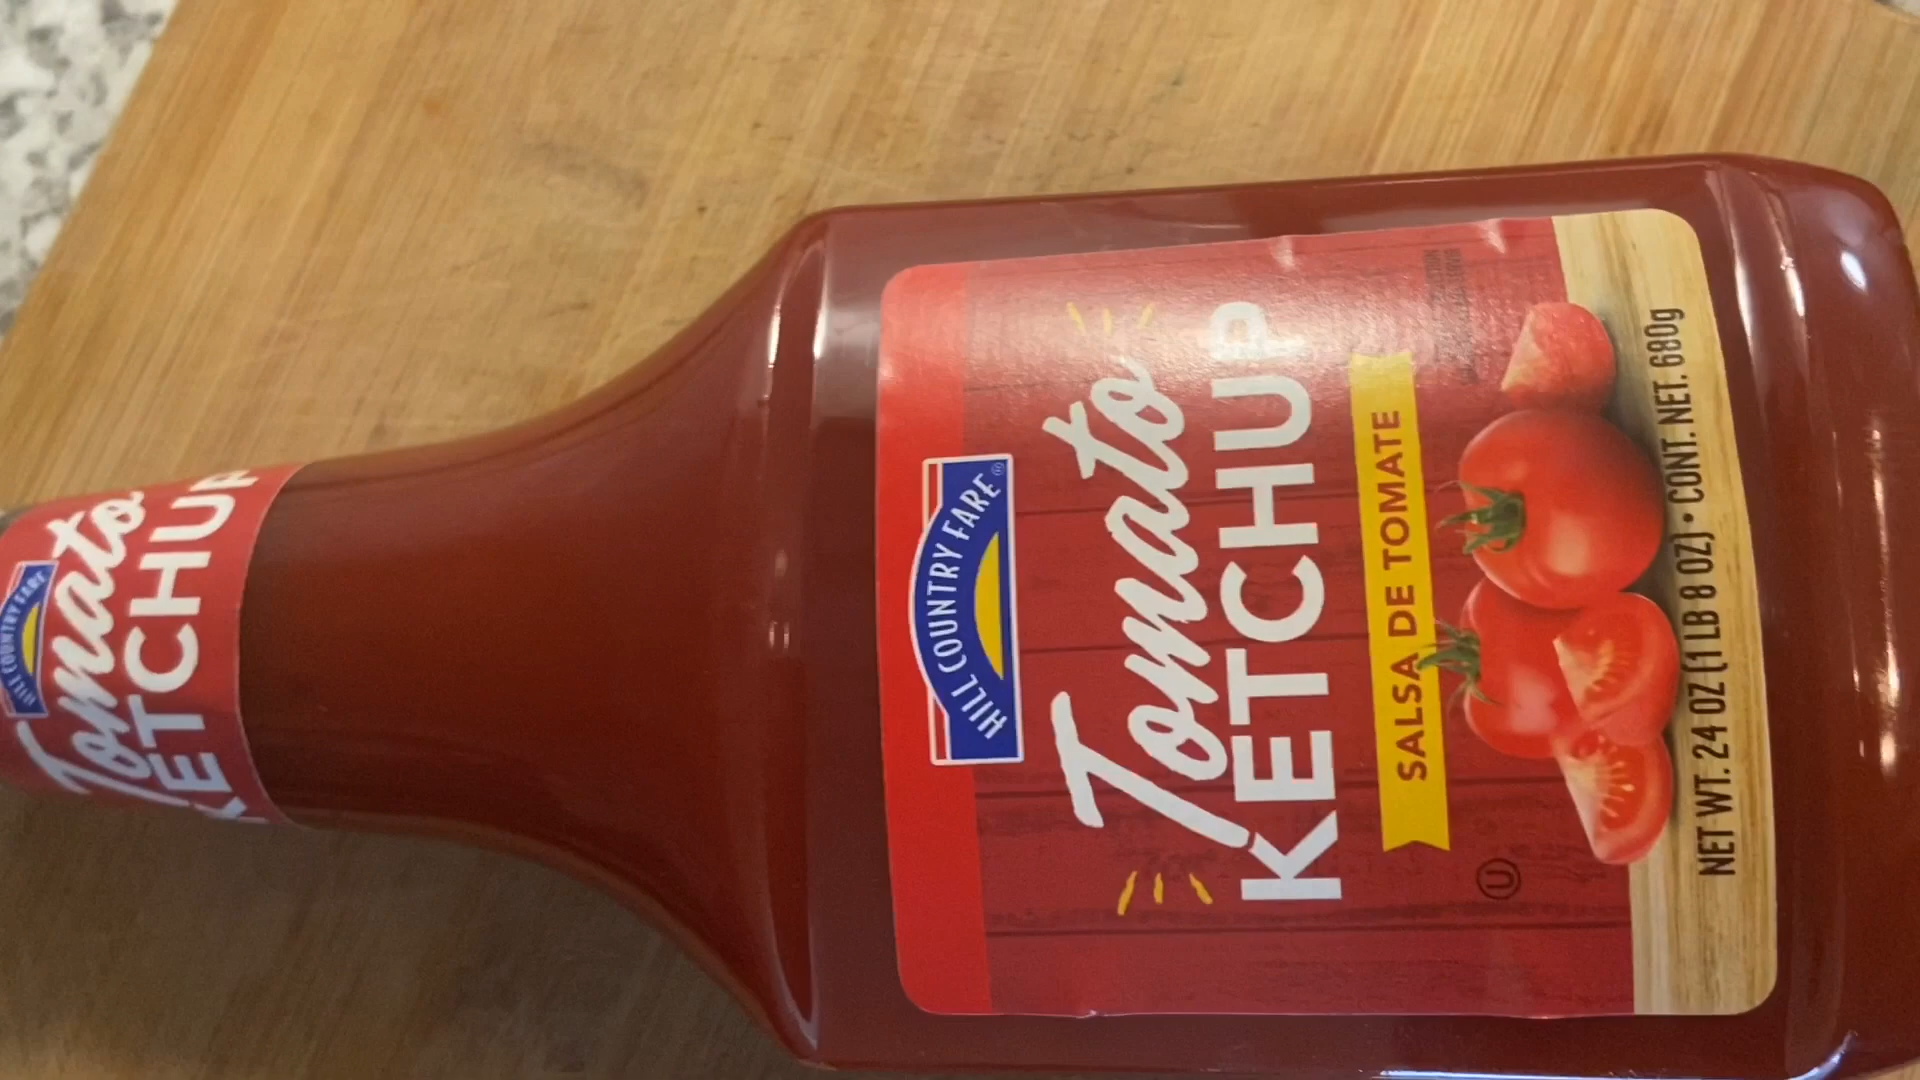 HILL COUNTRY FARE®
Tomato
KETCHUP
HILL COUNTRY FARE®
Tomato
KETCHUP
SALSA DE TOMATE
U
NET WT. 24 OZ (1 LB 8 OZ) • CONT. NET. 680g